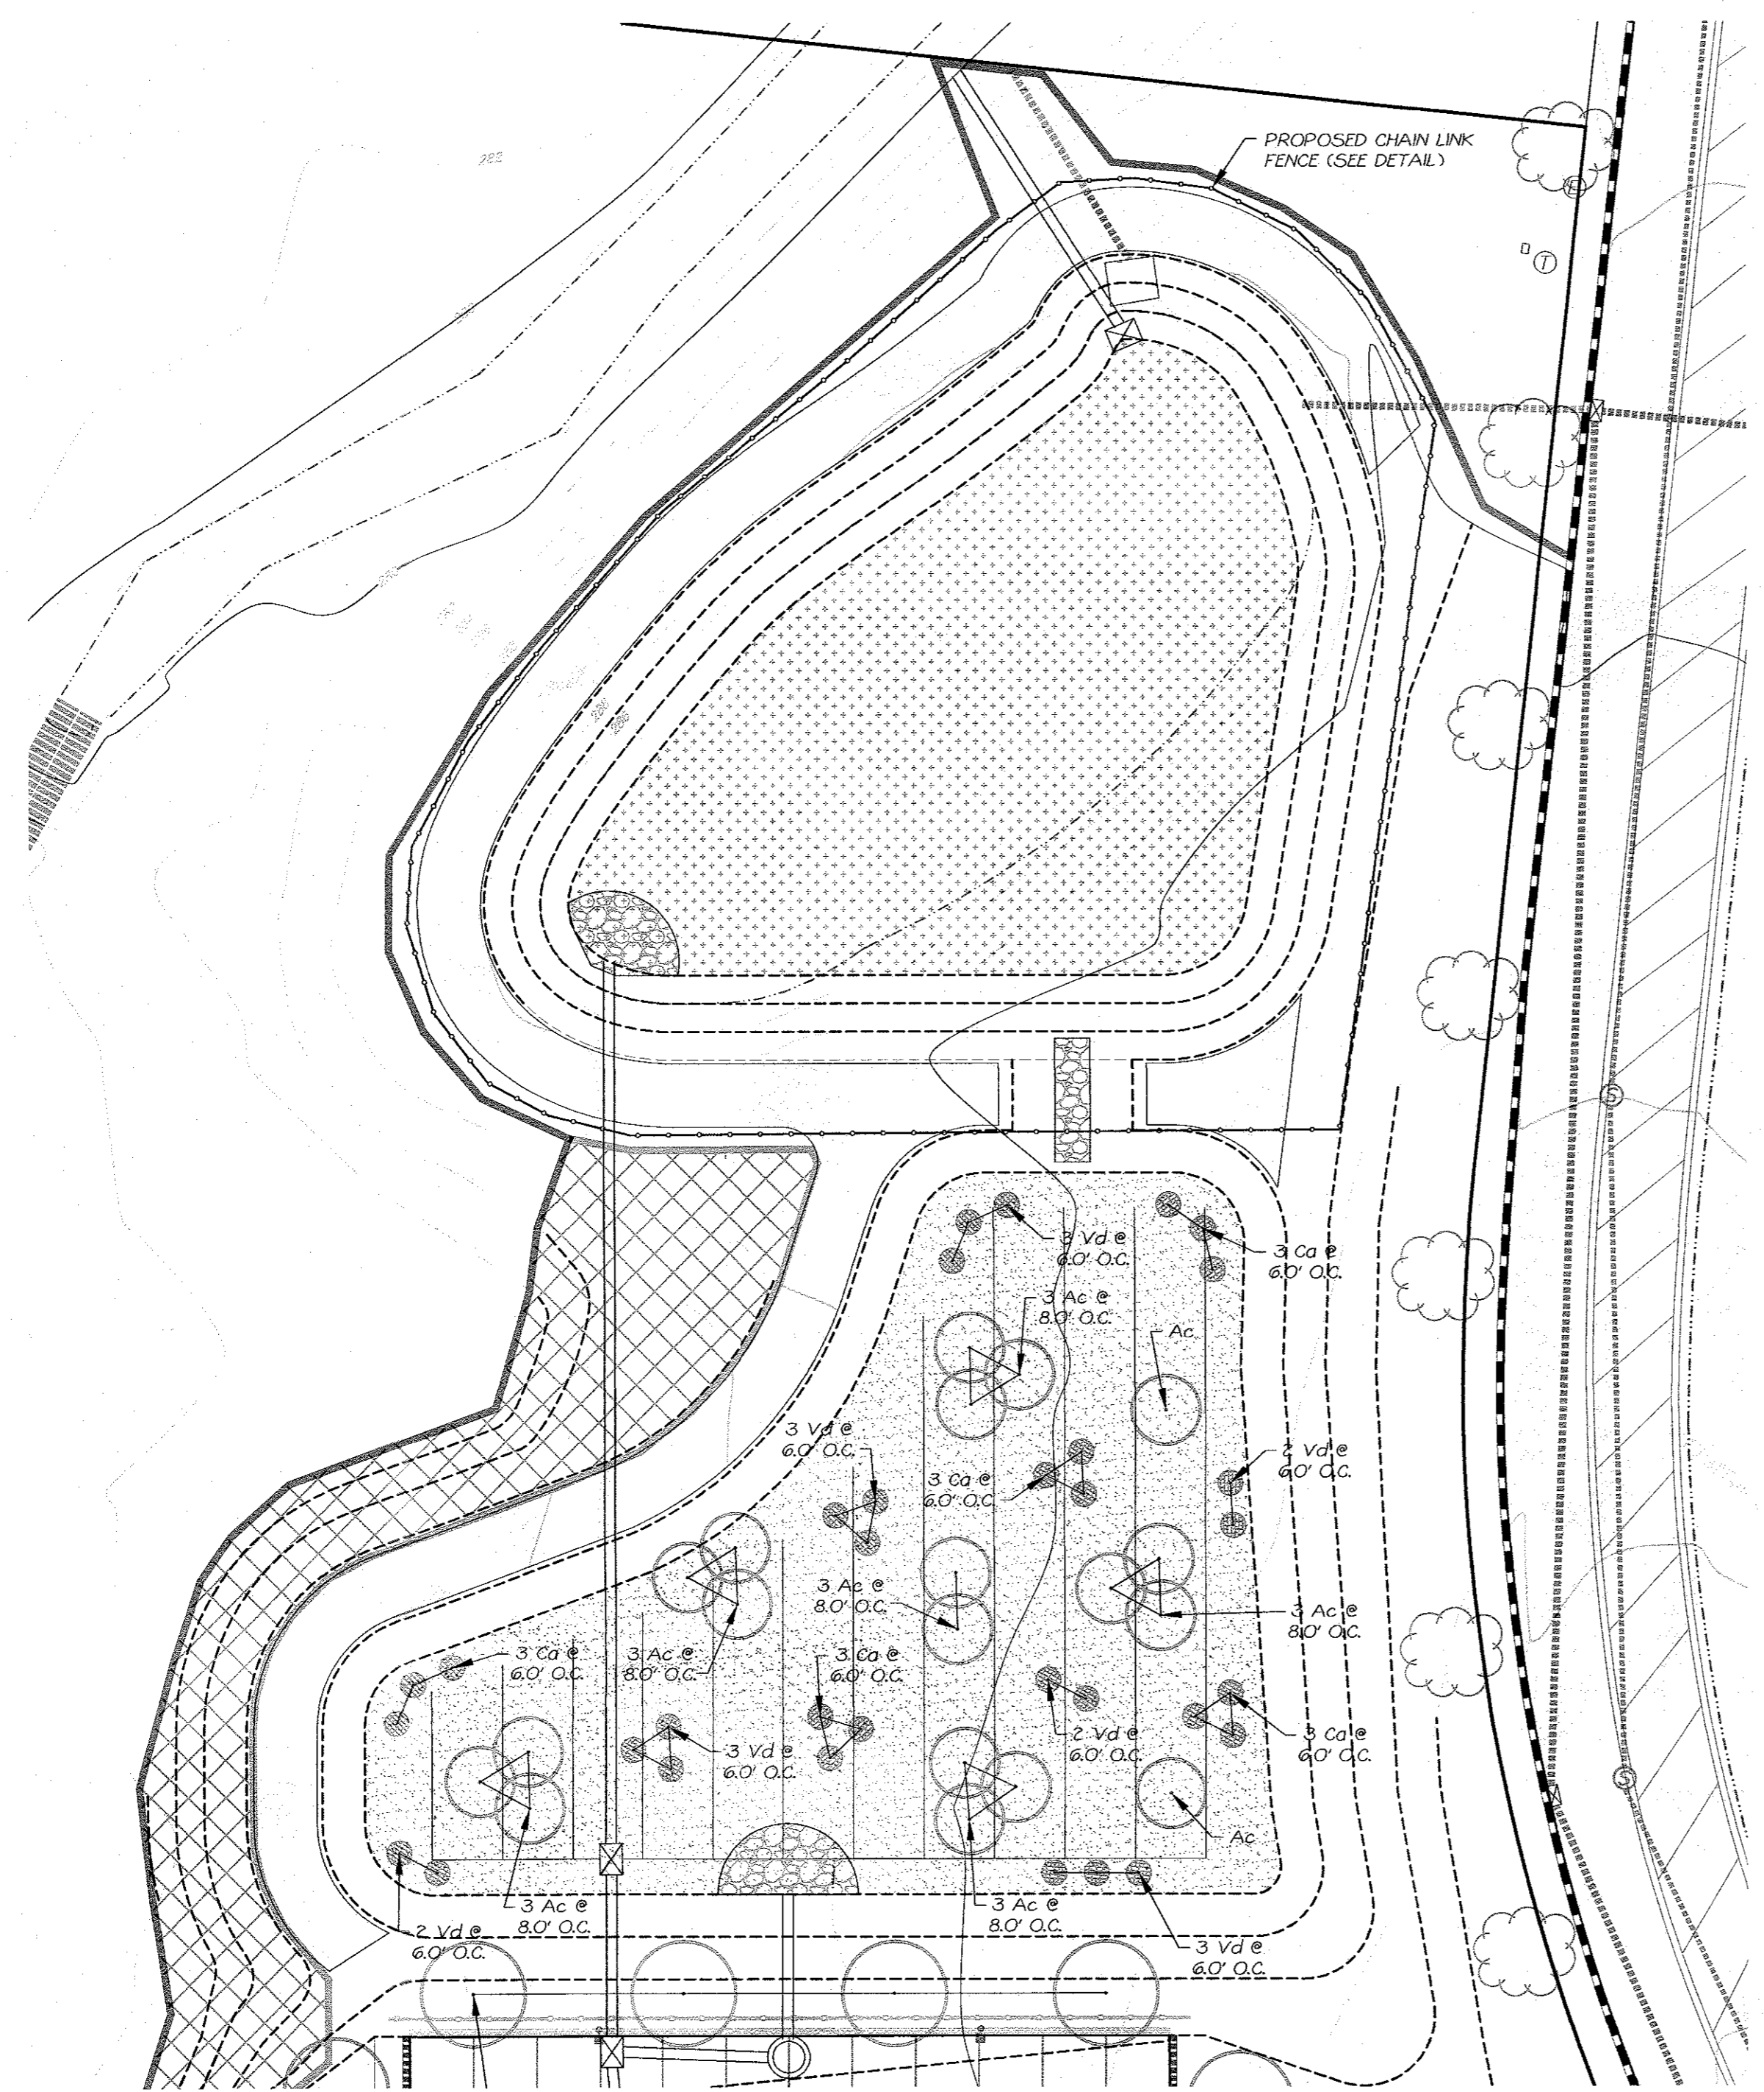 282
PROPOSED CHAIN LINK
FENCE (SEE DETAIL)
E
T
280
280
S
3 Vd @
6.0' O.C.
3 Ca @
6.0' O.C.
3 Ac @
8.0' O.C.
Ac
3 Vd @
6.0' O.C.
2 Vd @
6.0' O.C.
3 Ca @
6.0' O.C.
3 Ac @
8.0' O.C.
3 Ac @
8.0' O.C.
3 Ca @
6.0' O.C.
3 Ac @
8.0' O.C.
3 Ca @
6.0' O.C.
2 Vd @
6.0' O.C.
3 Ca @
6.0' O.C.
3 Vd @
6.0' O.C.
S
Ac
3 Ac @
8.0' O.C.
3 Ac @
8.0' O.C.
2 Vd @
6.0' O.C.
3 Vd @
6.0' O.C.